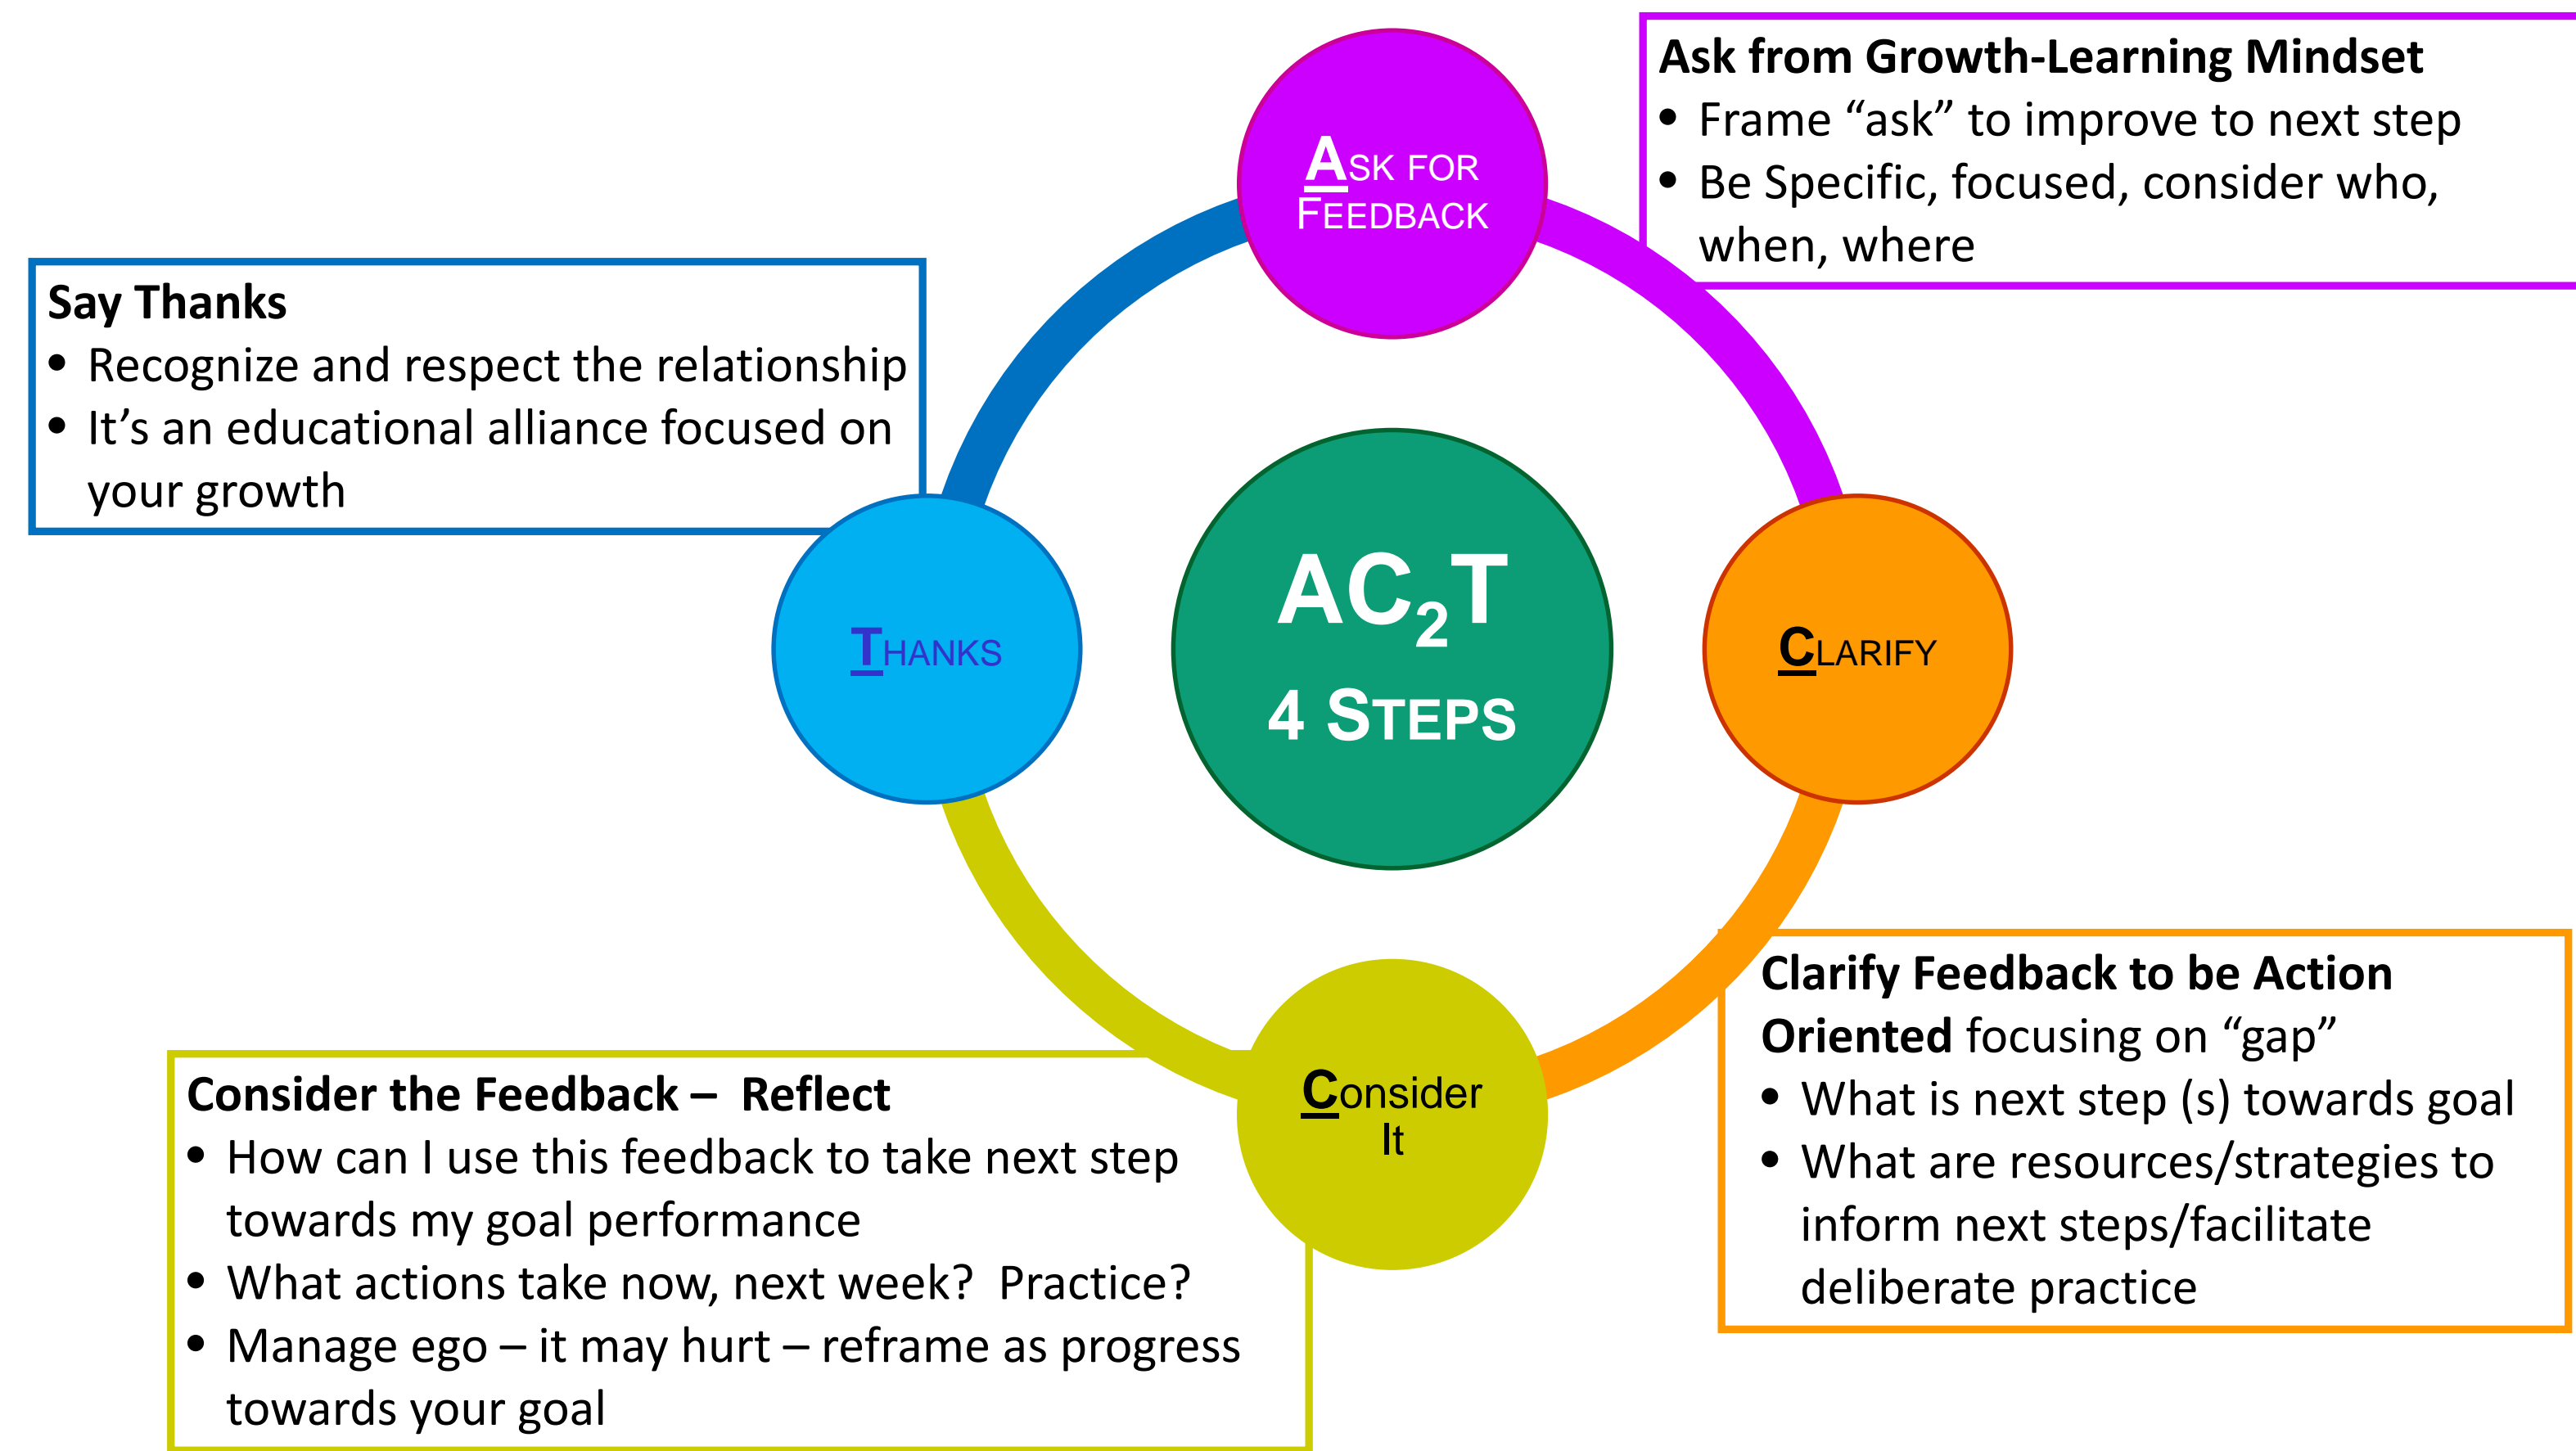 ASK FOR
FEEDBACK
Ask from Growth-Learning Mindset
• Frame “ask” to improve to next step
• Be Specific, focused, consider who,
when, where
Say Thanks
• Recognize and respect the relationship
• It’s an educational alliance focused on
your growth
AC₂T
4 STEPS
THANKS
CLARIFY
Clarify Feedback to be Action
Oriented focusing on “gap”
• What is next step (s) towards goal
• What are resources/strategies to
inform next steps/facilitate
deliberate practice
Consider
It
Consider the Feedback – Reflect
• How can I use this feedback to take next step
towards my goal performance
• What actions take now, next week? Practice?
• Manage ego – it may hurt – reframe as progress
towards your goal